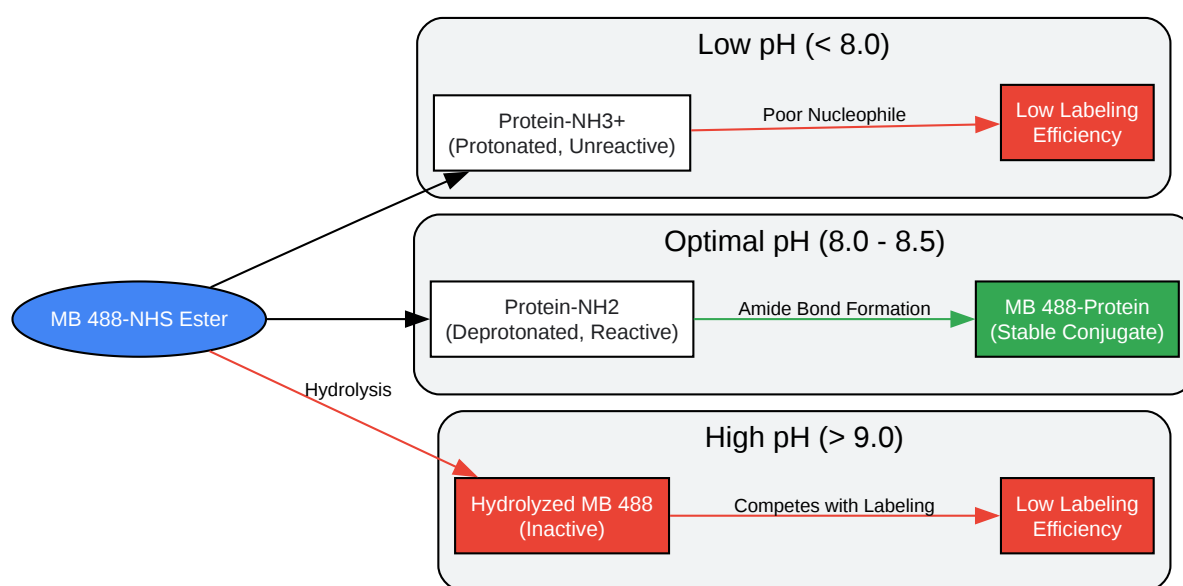 Low pH (< 8.0)
Protein-NH3+
(Protonated, Unreactive)
Poor Nucleophile
Low Labeling
Efficiency
Optimal pH (8.0 - 8.5)
MB 488-NHS Ester
Protein-NH2
(Deprotonated, Reactive)
Amide Bond Formation
MB 488-Protein
(Stable Conjugate)
Hydrolysis
High pH (> 9.0)
Hydrolyzed MB 488
(Inactive)
Competes with Labeling
Low Labeling
Efficiency